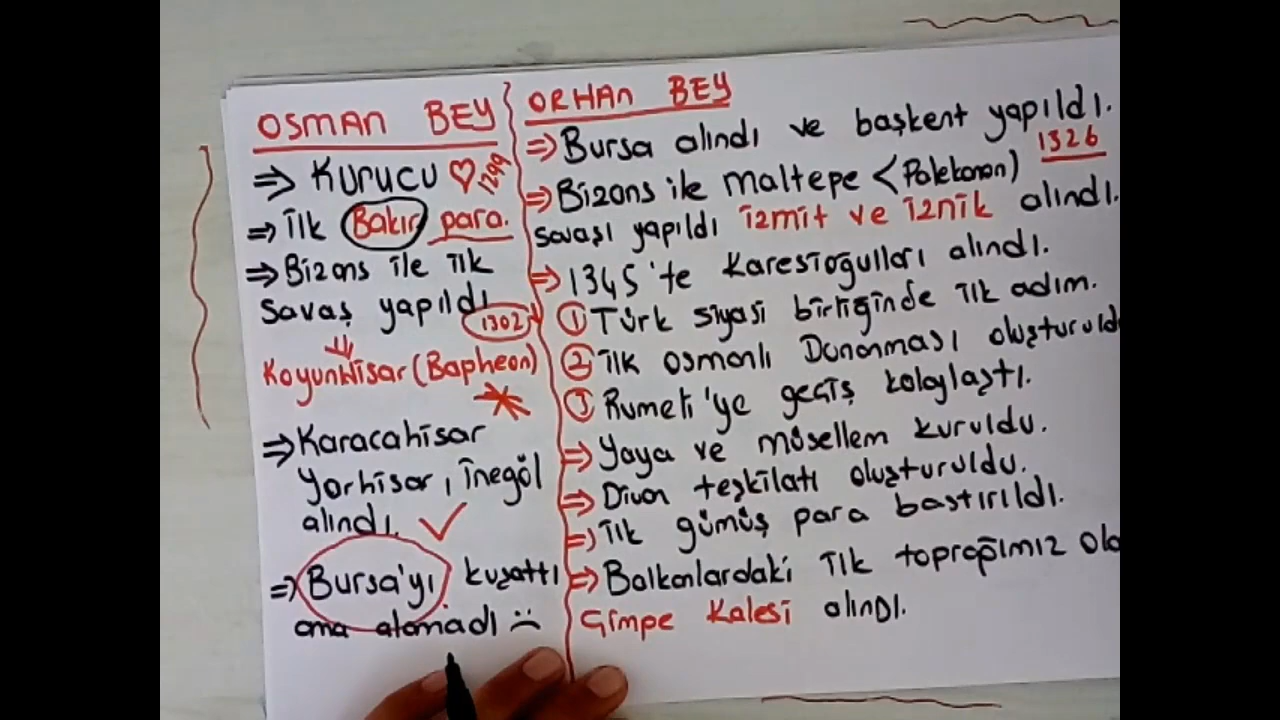 OSMAN BEY
⇒ Kurucu ♡ 1299
⇒ İlk Bakır para.
⇒ Bizans ile ilk
savaş yapıldı
1302
Koyunhisar (Bapheon)
⇒ Karacahisar
Yarhisar, İnegöl
alındı. ✓
⇒ Bursa'yı kuşattı
ama alamadı :(
ORHAN BEY
⇒ Bursa alındı ve başkent yapıldı.
1326
⇒ Bizans ile Maltepe (Palekanon)
savaşı yapıldı İzmit ve İznik alındı.
⇒ 1345'te Karesioğulları alındı.
① Türk siyasi birliğinde ilk adım.
② İlk Osmanlı Donanması oluşturuld
③ Rumeli'ye geçiş kolaylaştı.
⇒ Yaya ve müsellem kuruldu.
⇒ Divan teşkilatı oluşturuldu.
⇒ İlk gümüş para bastırıldı.
⇒ Balkanlardaki ilk toprağımız ola
Çimpe Kalesi alındı.